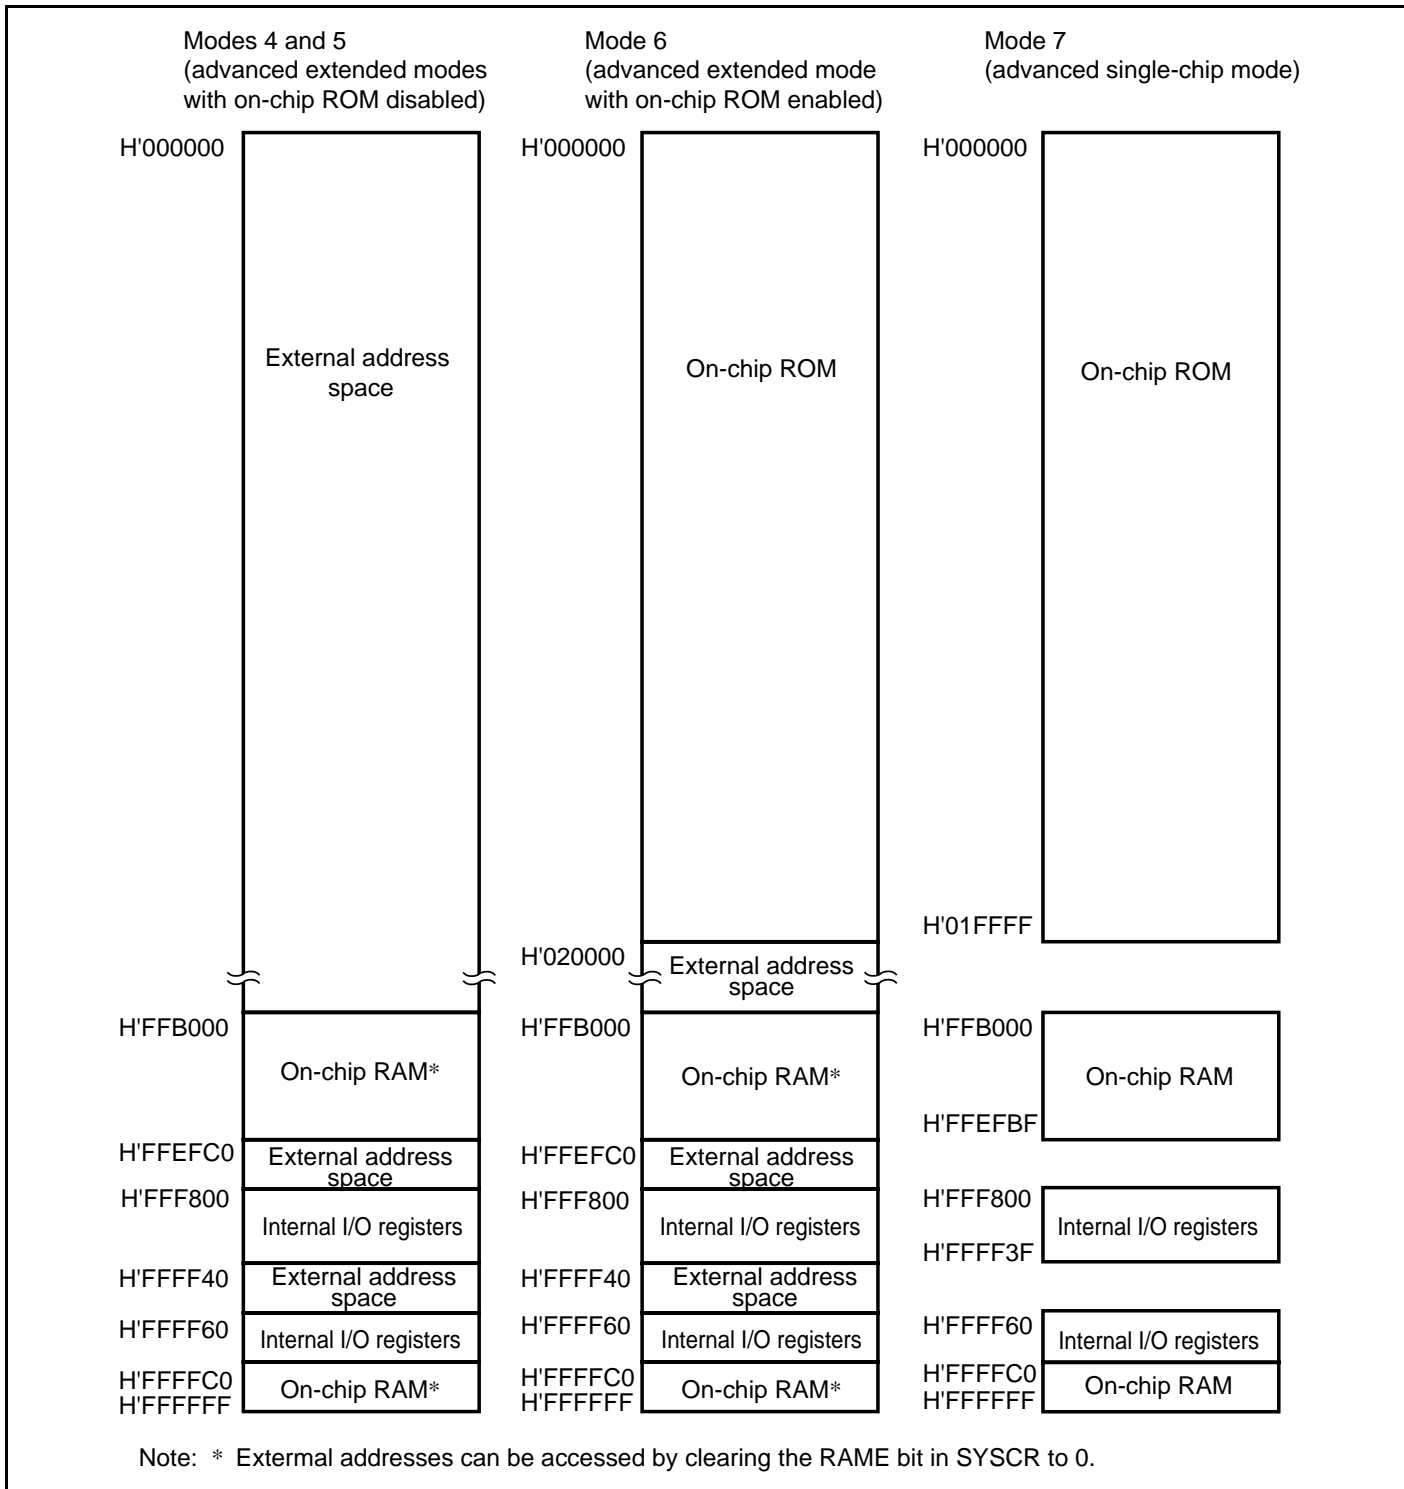 Modes 4 and 5
(advanced extended modes
with on-chip ROM disabled)
H'000000
External address
space
H'FFB000
On-chip RAM*
H'FFEFC0
External address
space
H'FFF800
Internal I/O registers
H'FFFF40
External address
space
H'FFFF60
Internal I/O registers
H'FFFFC0
On-chip RAM*
H'FFFFFF
Mode 6
(advanced extended mode
with on-chip ROM enabled)
H'000000
On-chip ROM
H'020000
External address
space
H'FFB000
On-chip RAM*
H'FFEFC0
External address
space
H'FFF800
Internal I/O registers
H'FFFF40
External address
space
H'FFFF60
Internal I/O registers
H'FFFFC0
On-chip RAM*
H'FFFFFF
Mode 7
(advanced single-chip mode)
H'000000
On-chip ROM
H'01FFFF
H'FFB000
On-chip RAM
H'FFEFBF
H'FFF800
Internal I/O registers
H'FFFF3F
H'FFFF60
Internal I/O registers
H'FFFFC0
On-chip RAM
H'FFFFFF
Note: * Extermal addresses can be accessed by clearing the RAME bit in SYSCR to 0.